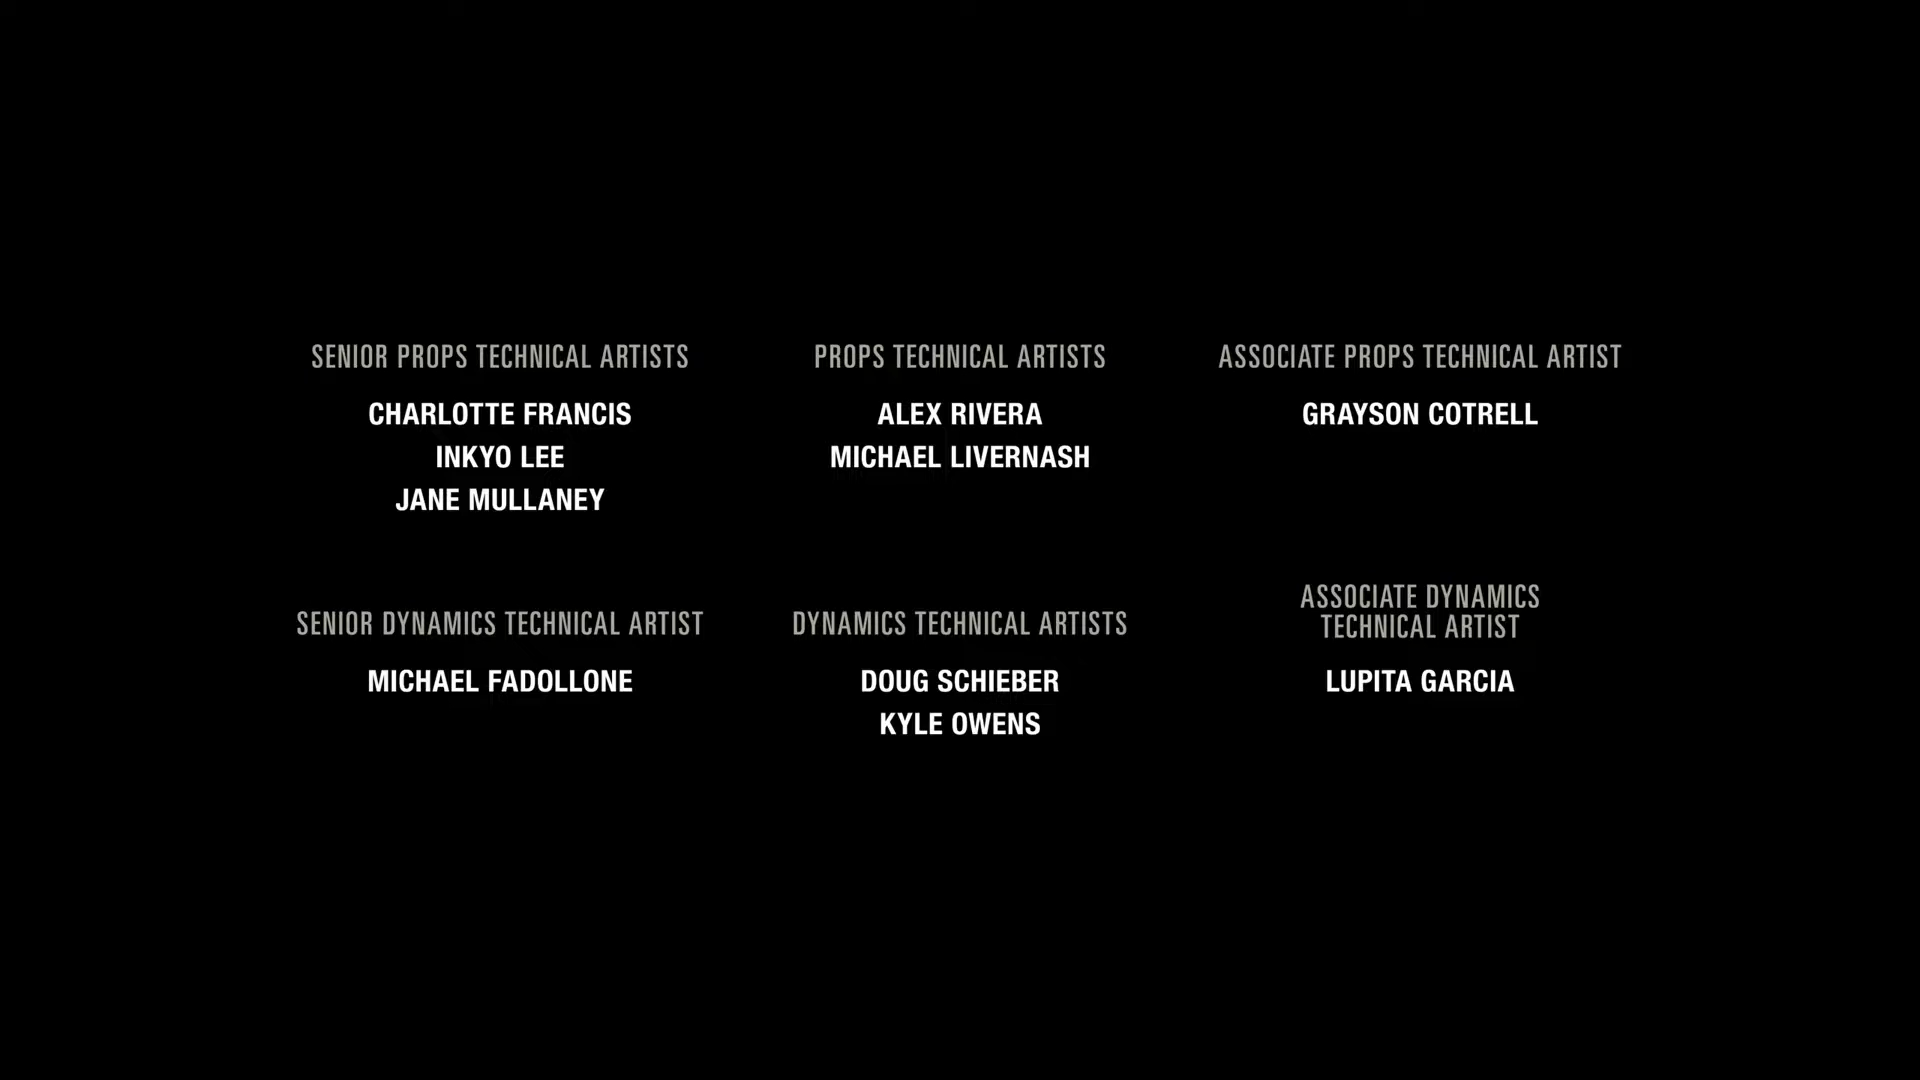 SENIOR PROPS TECHNICAL ARTISTS
CHARLOTTE FRANCIS
INKYO LEE
JANE MULLANEY
PROPS TECHNICAL ARTISTS
ALEX RIVERA
MICHAEL LIVERNASH
ASSOCIATE PROPS TECHNICAL ARTIST
GRAYSON COTRELL
SENIOR DYNAMICS TECHNICAL ARTIST
MICHAEL FADOLLONE
DYNAMICS TECHNICAL ARTISTS
DOUG SCHIEBER
KYLE OWENS
ASSOCIATE DYNAMICS
TECHNICAL ARTIST
LUPITA GARCIA